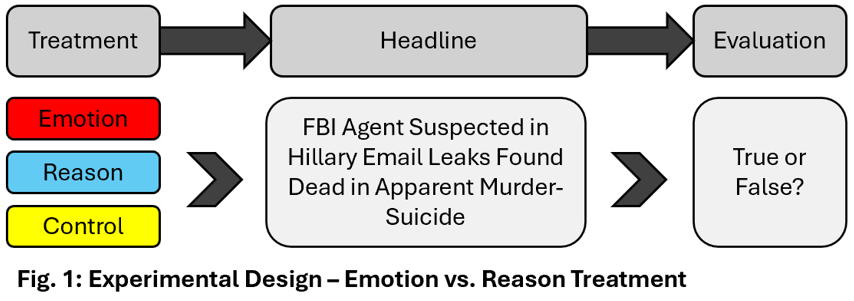 Treatment
Headline
Evaluation
Emotion
Reason
Control
FBI Agent Suspected in
Hillary Email Leaks Found
Dead in Apparent Murder-
Suicide
True or
False?
Fig. 1: Experimental Design – Emotion vs. Reason Treatment